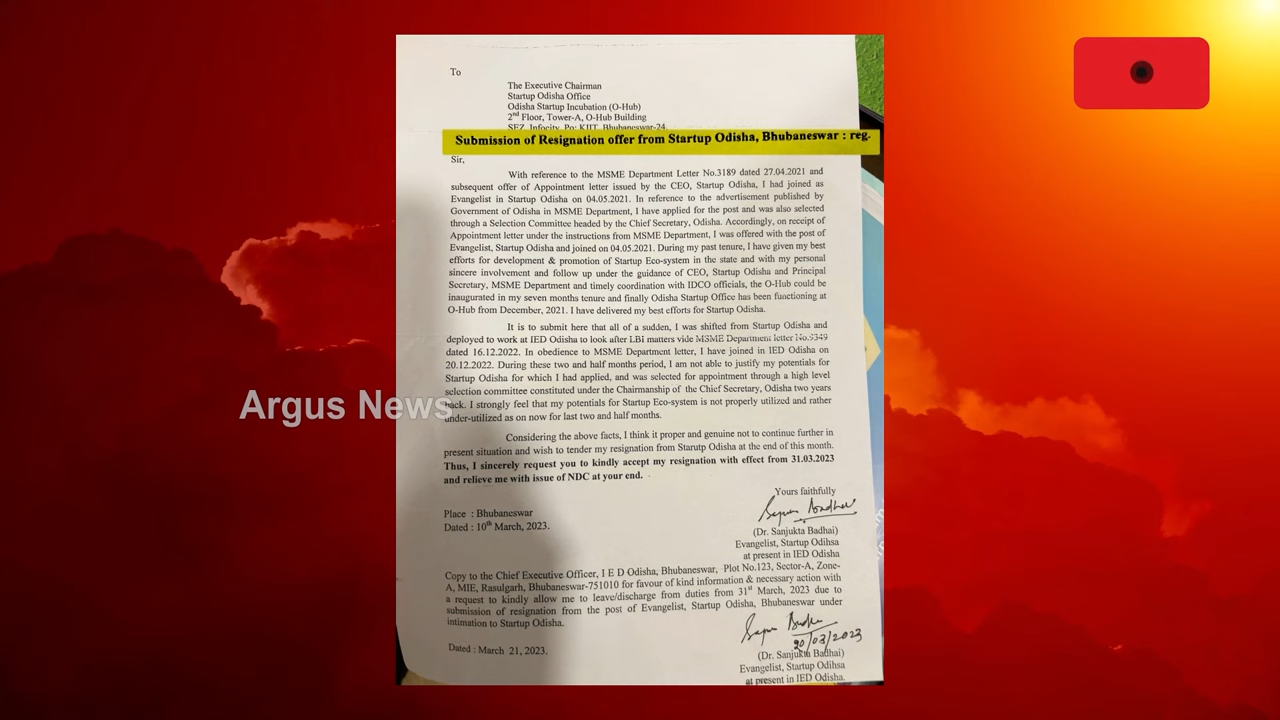 To
The Executive Chairman
Startup Odisha Office
Odisha Startup Incubation (O-Hub)
2nd Floor, Tower-A, O-Hub Building
SEZ, Infocity, Po: KIIT, Bhubaneswar-24.
Submission of Resignation offer from Startup Odisha, Bhubaneswar : reg.
Sir,
With reference to the MSME Department Letter No.3189 dated 27.04.2021 and
subsequent offer of Appointment letter issued by the CEO, Startup Odisha, I had joined as
Evangelist in Startup Odisha on 04.05.2021. In reference to the advertisement published by
Government of Odisha in MSME Department, I have applied for the post and was also selected
through a Selection Committee headed by the Chief Secretary, Odisha. Accordingly, on receipt of
Appointment letter under the instructions from MSME Department, I was offered with the post of
Evangelist, Startup Odisha and joined on 04.05.2021. During my past tenure, I have given my best
efforts for development & promotion of Startup Eco-system in the state and with my personal
sincere involvement and follow up under the guidance of CEO, Startup Odisha and Principal
Secretary, MSME Department and timely coordination with IDCO officials, the O-Hub could be
inaugurated in my seven months tenure and finally Odisha Startup Office has been functioning at
O-Hub from December, 2021. I have delivered my best efforts for Startup Odisha.
It is to submit here that all of a sudden, I was shifted from Startup Odisha and
deployed to work at IED Odisha to look after LBI matters vide MSME Department letter No.9349
dated 16.12.2022. In obedience to MSME Department letter, I have joined in IED Odisha on
20.12.2022. During these two and half months period, I am not able to justify my potentials for
Startup Odisha for which I had applied, and was selected for appointment through a high level
selection committee constituted under the Chairmanship of the Chief Secretary, Odisha two years
back. I strongly feel that my potentials for Startup Eco-system is not properly utilized and rather
under-utilized as on now for last two and half months.
Considering the above facts, I think it proper and genuine not to continue further in
present situation and wish to tender my resignation from Starutp Odisha at the end of this month.
Thus, I sincerely request you to kindly accept my resignation with effect from 31.03.2023
and relieve me with issue of NDC at your end.
Yours faithfully
Place : Bhubaneswar
Dated : 10th March, 2023.
(Dr. Sanjukta Badhai)
Evangelist, Startup Odihsa
at present in IED Odisha
Copy to the Chief Executive Officer, I E D Odisha, Bhubaneswar, Plot No.123, Sector-A, Zone-
A, MIE, Rasulgarh, Bhubaneswar-751010 for favour of kind information & necessary action with
a request to kindly allow me to leave/discharge from duties from 31st March, 2023 due to
submission of resignation from the post of Evangelist, Startup Odisha, Bhubaneswar under
intimation to Startup Odisha.
20/03/2023
Dated : March 21, 2023.
(Dr. Sanjukta Badhai)
Evangelist, Startup Odihsa
at present in IED Odisha.
Argus News